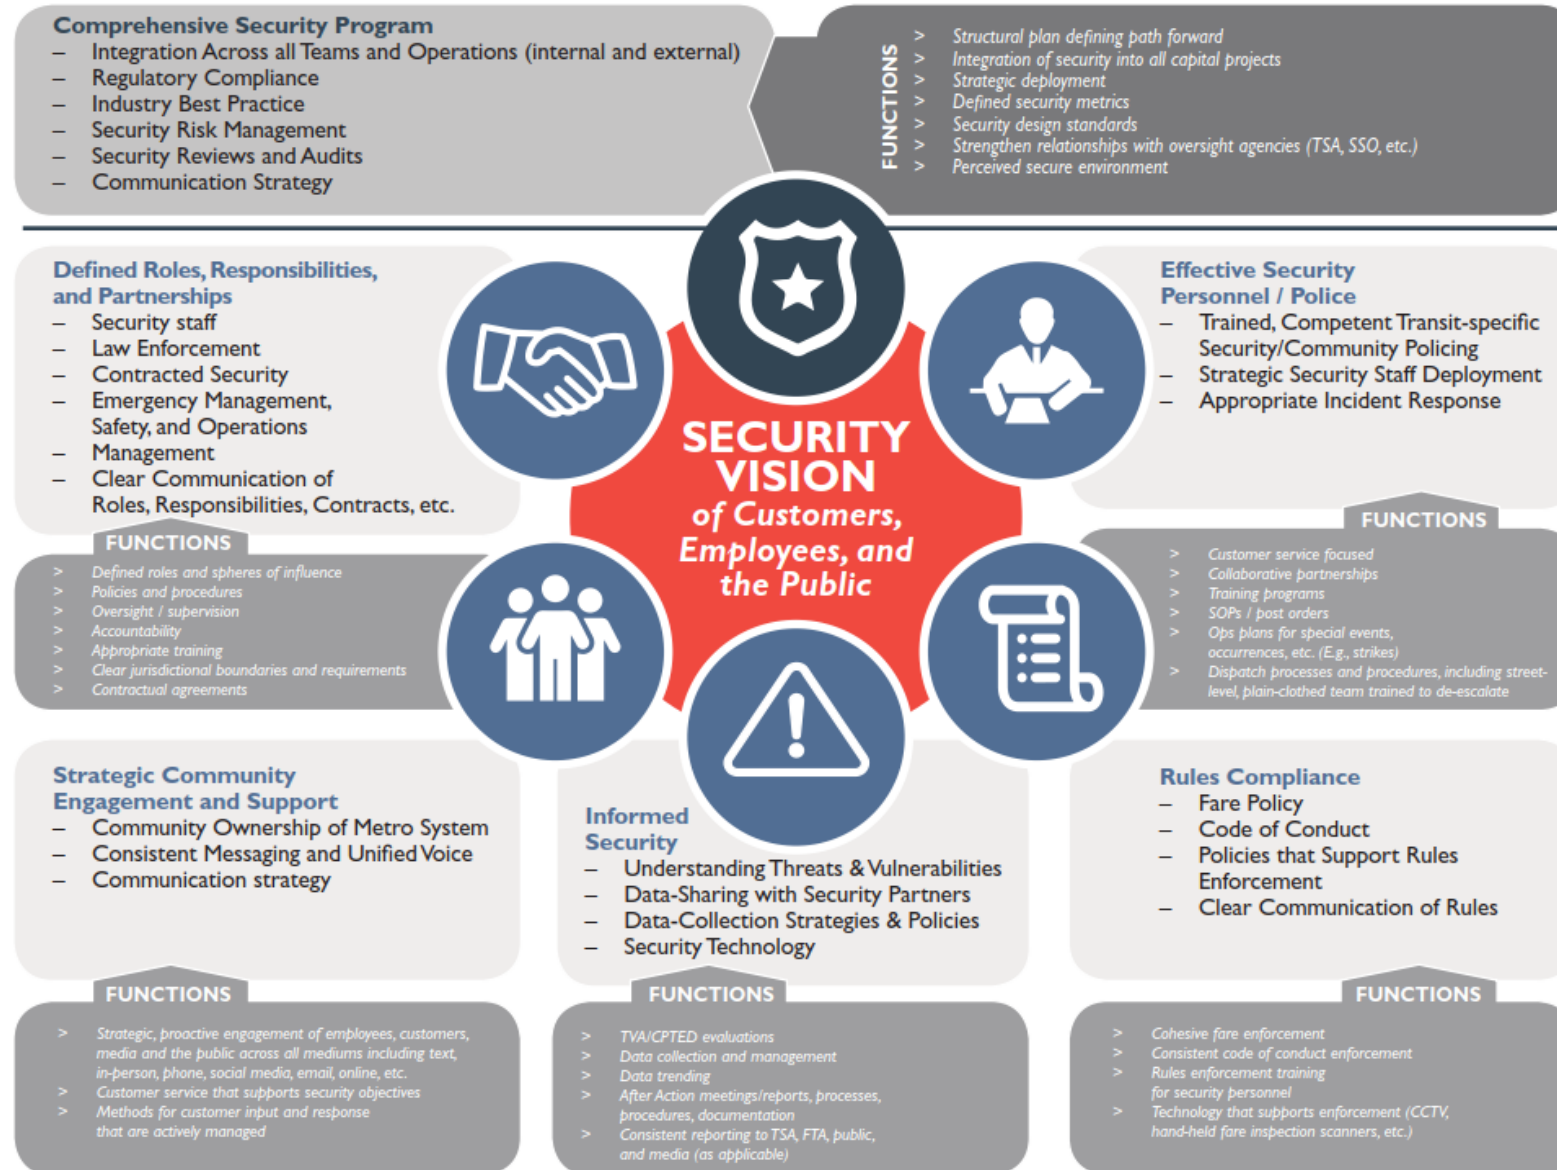 Comprehensive Security Program
– Integration Across all Teams and Operations (internal and external)
– Regulatory Compliance
– Industry Best Practice
– Security Risk Management
– Security Reviews and Audits
– Communication Strategy
FUNCTIONS
> Structural plan defining path forward
> Integration of security into all capital projects
> Strategic deployment
> Defined security metrics
> Security design standards
> Strengthen relationships with oversight agencies (TSA, SSO, etc.)
> Perceived secure environment
Defined Roles, Responsibilities,
and Partnerships
– Security staff
– Law Enforcement
– Contracted Security
– Emergency Management,
Safety, and Operations
– Management
– Clear Communication of
Roles, Responsibilities, Contracts, etc.
FUNCTIONS
> Defined roles and spheres of influence
> Policies and procedures
> Oversight / supervision
> Accountability
> Appropriate training
> Clear jurisdictional boundaries and requirements
> Contractual agreements
SECURITY
VISION
of Customers,
Employees, and
the Public
Effective Security
Personnel / Police
– Trained, Competent Transit-specific
Security/Community Policing
– Strategic Security Staff Deployment
– Appropriate Incident Response
FUNCTIONS
> Customer service focused
> Collaborative partnerships
> Training programs
> SOPs / post orders
> Ops plans for special events,
occurrences, etc. (E.g., strikes)
> Dispatch processes and procedures, including street-
level, plain-clothed team trained to de-escalate
Strategic Community
Engagement and Support
– Community Ownership of Metro System
– Consistent Messaging and Unified Voice
– Communication strategy
FUNCTIONS
> Strategic, proactive engagement of employees, customers,
media and the public across all mediums including text,
in-person, phone, social media, email, online, etc.
> Customer service that supports security objectives
> Methods for customer input and response
that are actively managed
Informed
Security
– Understanding Threats & Vulnerabilities
– Data-Sharing with Security Partners
– Data-Collection Strategies & Policies
– Security Technology
FUNCTIONS
> TVA/CPTED evaluations
> Data collection and management
> Data trending
> After Action meetings/reports, processes,
procedures, documentation
> Consistent reporting to TSA, FTA, public,
and media (as applicable)
Rules Compliance
– Fare Policy
– Code of Conduct
– Policies that Support Rules
Enforcement
– Clear Communication of Rules
FUNCTIONS
> Cohesive fare enforcement
> Consistent code of conduct enforcement
> Rules enforcement training
for security personnel
> Technology that supports enforcement (CCTV,
hand-held fare inspection scanners, etc.)